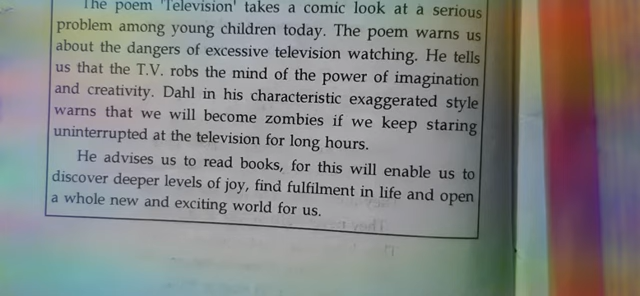 The poem 'Television' takes a comic look at a serious
problem among young children today. The poem warns us
about the dangers of excessive television watching. He tells
us that the T.V. robs the mind of the power of imagination
and creativity. Dahl in his characteristic exaggerated style
warns that we will become zombies if we keep staring
uninterrupted at the television for long hours.
He advises us to read books, for this will enable us to
discover deeper levels of joy, find fulfilment in life and open
a whole new and exciting world for us.